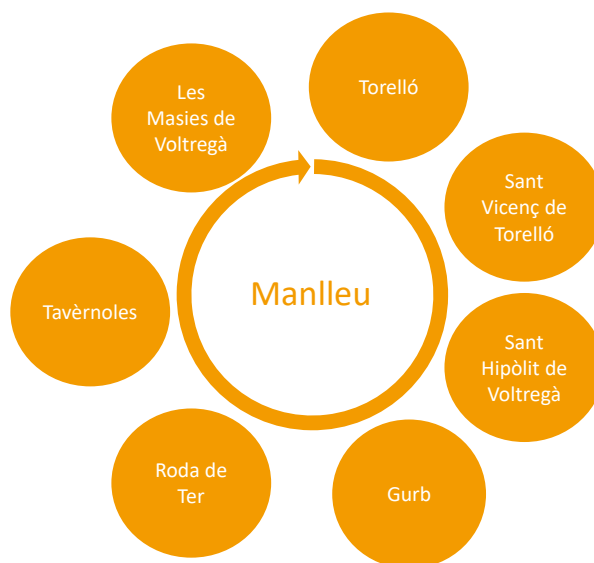 Torelló
Les
Masies de
Voltregà
Sant
Vicenç de
Torelló
Manlleu
Tavèrnoles
Sant
Hipòlit de
Voltregà
Roda de
Ter
Gurb